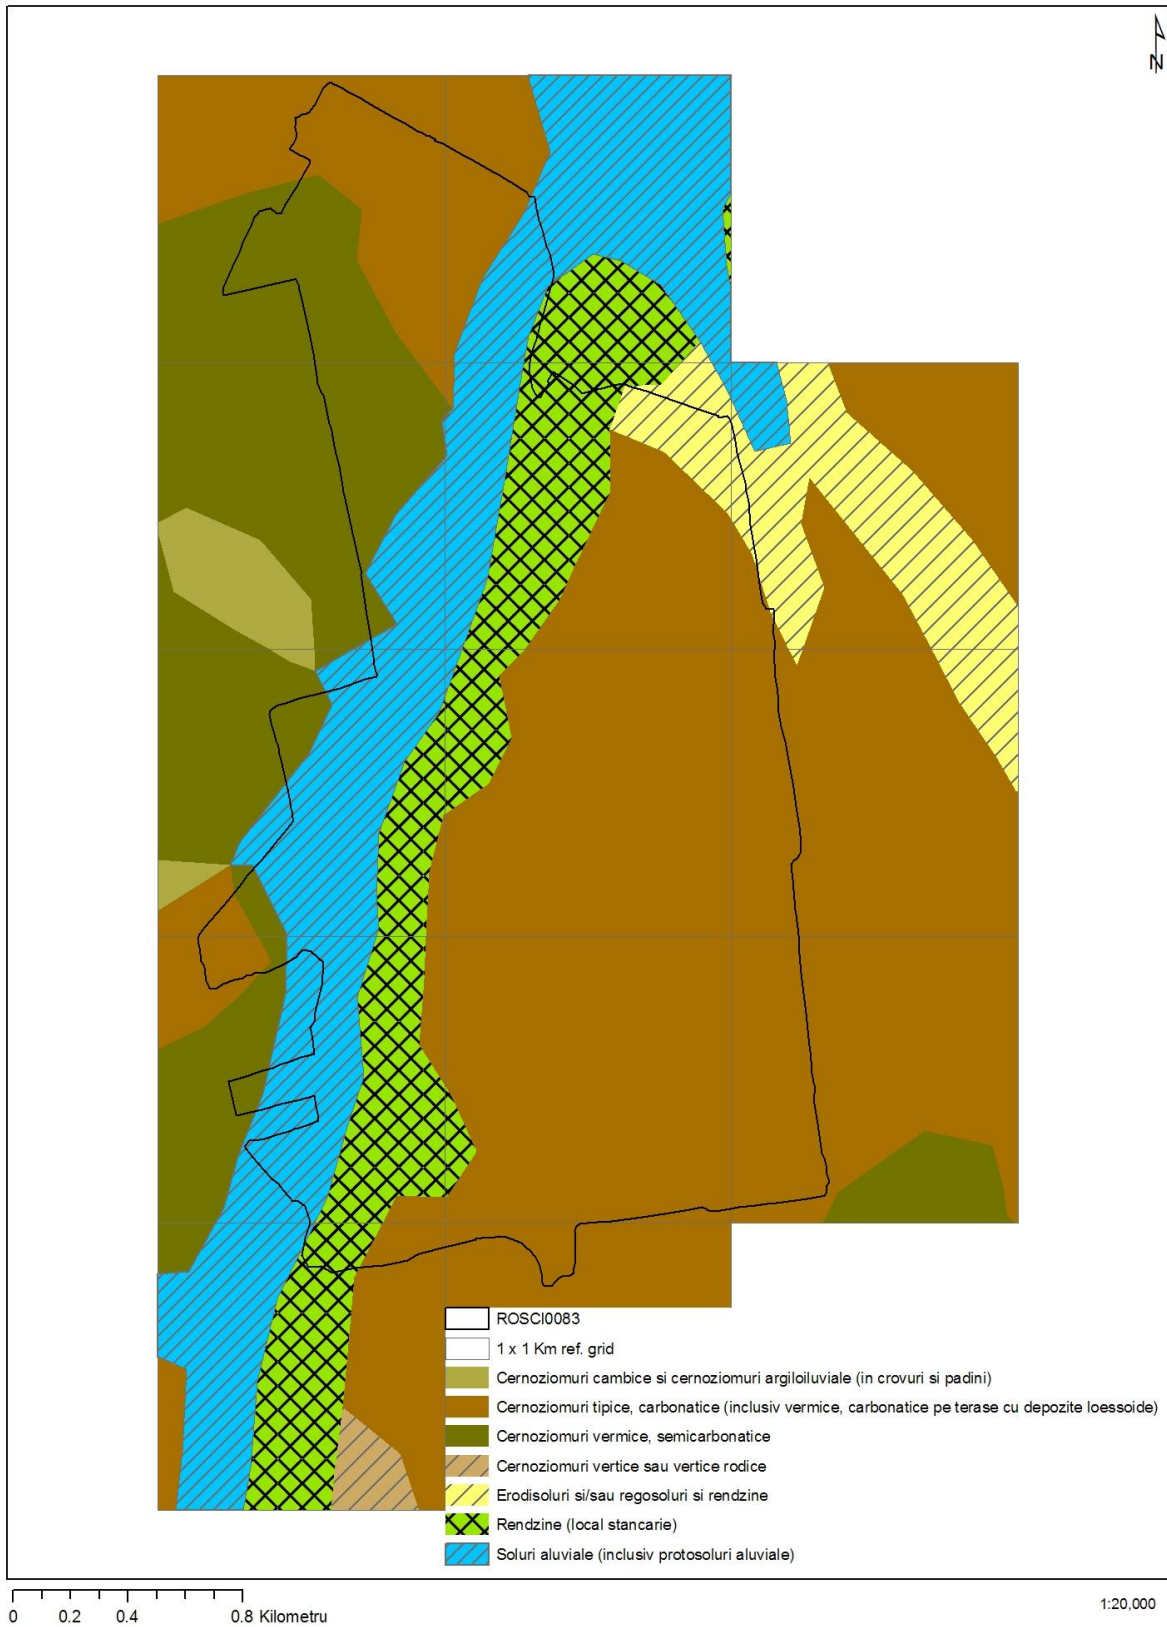 N
ROSCI0083
1 x 1 Km ref. grid
Cernoziomuri cambice si cernoziomuri argiloiluviale (in crovuri si padini)
Cernoziomuri tipice, carbonatice (inclusiv vermice, carbonatice pe terase cu depozite loessoide)
Cernoziomuri vermice, semicarbonatice
Cernoziomuri vertice sau vertice rodice
Erodisoluri si/sau regosoluri si rendzine
Rendzine (local stancarie)
Soluri aluviale (inclusiv protosoluri aluviale)
0 0.2 0.4 0.8 Kilometru
1:20,000